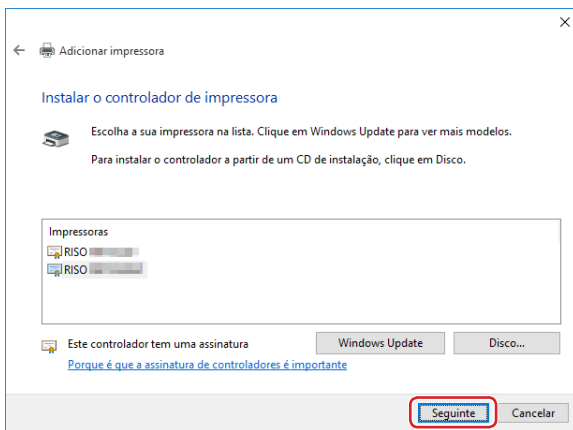 Adicionar impressora
Instalar o controlador de impressora
Escolha a sua impressora na lista. Clique em Windows Update para ver mais modelos.
Para instalar o controlador a partir de um CD de instalação, clique em Disco.
Impressoras
RISO
RISO
Este controlador tem uma assinatura
Windows Update
Disco...
Porque é que a assinatura de controladores é importante
Seguinte
Cancelar